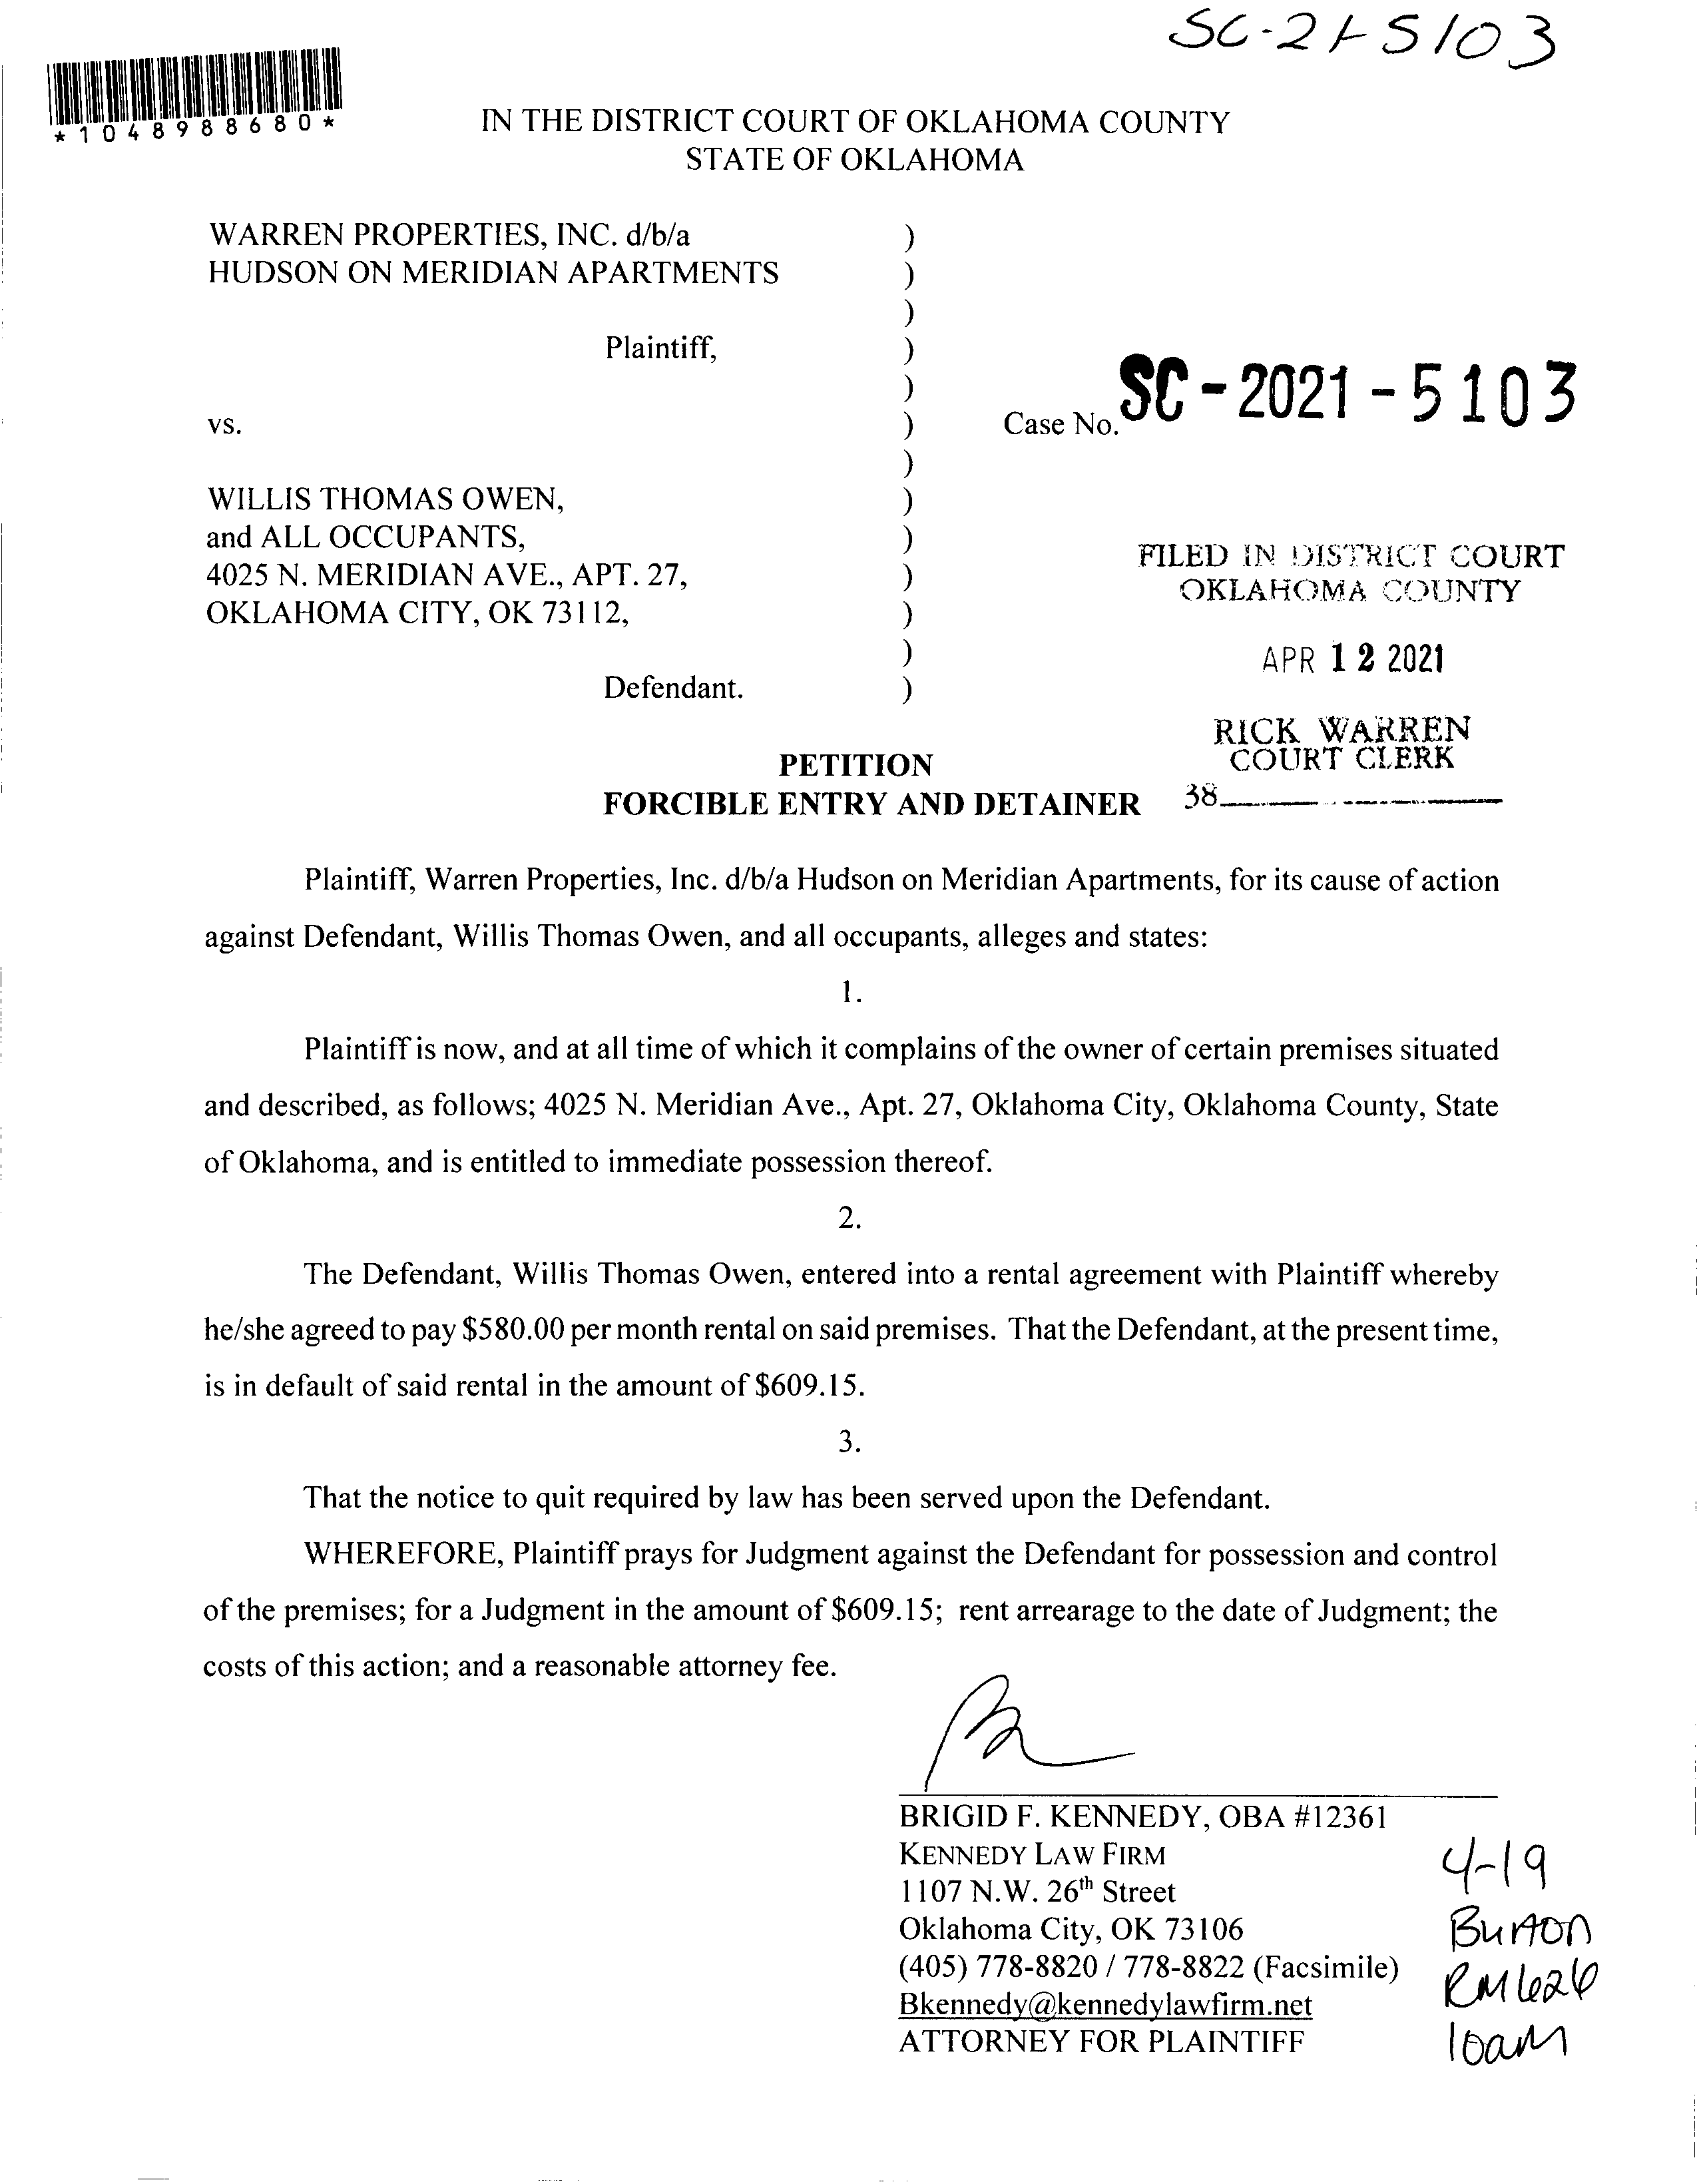 SC-21-5103
*1048988680*
IN THE DISTRICT COURT OF OKLAHOMA COUNTY
STATE OF OKLAHOMA
WARREN PROPERTIES, INC. d/b/a )
HUDSON ON MERIDIAN APARTMENTS )
)
Plaintiff, )
)
vs. ) Case No. SC-2021-5103
)
WILLIS THOMAS OWEN, )
and ALL OCCUPANTS, )
4025 N. MERIDIAN AVE., APT. 27, )
OKLAHOMA CITY, OK 73112, )
)
Defendant. )
FILED IN DISTRICT COURT
OKLAHOMA COUNTY
APR 12 2021
RICK WARREN
COURT CLERK
38
PETITION
FORCIBLE ENTRY AND DETAINER
Plaintiff, Warren Properties, Inc. d/b/a Hudson on Meridian Apartments, for its cause of action
against Defendant, Willis Thomas Owen, and all occupants, alleges and states:
1.
Plaintiff is now, and at all time of which it complains of the owner of certain premises situated
and described, as follows; 4025 N. Meridian Ave., Apt. 27, Oklahoma City, Oklahoma County, State
of Oklahoma, and is entitled to immediate possession thereof.
2.
The Defendant, Willis Thomas Owen, entered into a rental agreement with Plaintiff whereby
he/she agreed to pay $580.00 per month rental on said premises. That the Defendant, at the present time,
is in default of said rental in the amount of $609.15.
3.
That the notice to quit required by law has been served upon the Defendant.
WHEREFORE, Plaintiff prays for Judgment against the Defendant for possession and control
of the premises; for a Judgment in the amount of $609.15; rent arrearage to the date of Judgment; the
costs of this action; and a reasonable attorney fee.
BRIGID F. KENNEDY, OBA #12361
KENNEDY LAW FIRM
1107 N.W. 26th Street
Oklahoma City, OK 73106
(405) 778-8820 / 778-8822 (Facsimile)
Bkennedy@kennedylawfirm.net
ATTORNEY FOR PLAINTIFF
4-19
Burton
RM 626
10am